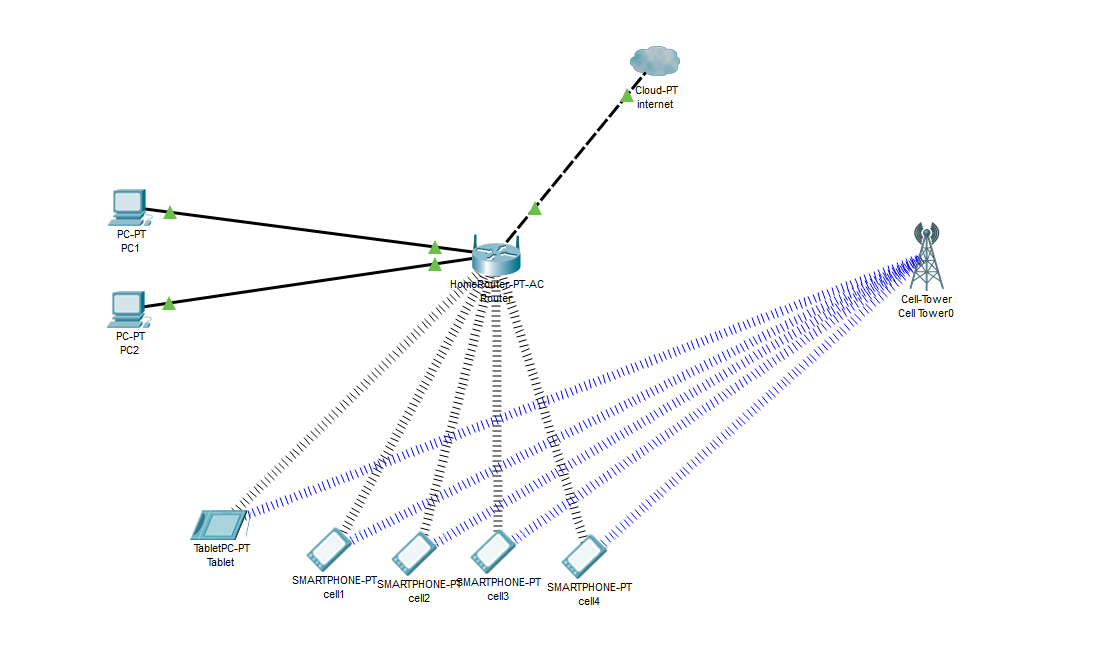 Cloud-PT
internet
PC-PT
PC1
HomeRouter-PT-AC
Router
Cell-Tower
Cell Tower0
PC-PT
PC2
TabletPC-PT
Tablet
SMARTPHONE-PT
cell1
SMARTPHONE-PT
cell2
SMARTPHONE-PT
cell3
SMARTPHONE-PT
cell4